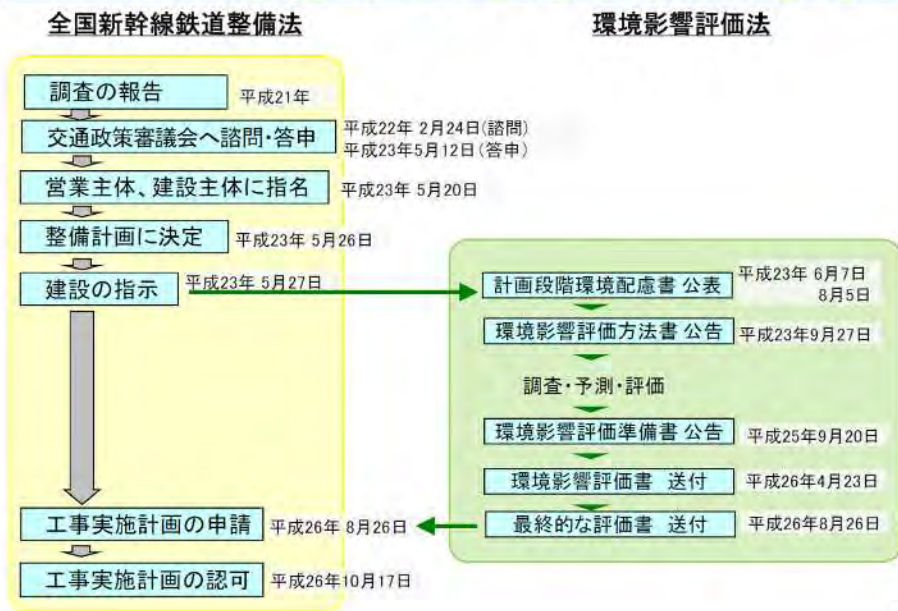 全国新幹線鉄道整備法
調査の報告
平成21年
交通政策審議会へ諮問・答申
平成22年 2月24日(諮問)
平成23年5月12日(答申)
営業主体、建設主体に指名
平成23年 5月20日
整備計画に決定
平成23年 5月26日
建設の指示
平成23年 5月27日
工事実施計画の申請
平成26年 8月26日
工事実施計画の認可
平成26年10月17日
環境影響評価法
計画段階環境配慮書 公表
平成23年 6月7日
8月5日
環境影響評価方法書 公告
平成23年9月27日
調査・予測・評価
環境影響評価準備書 公告
平成25年9月20日
環境影響評価書 送付
平成26年4月23日
最終的な評価書 送付
平成26年8月26日